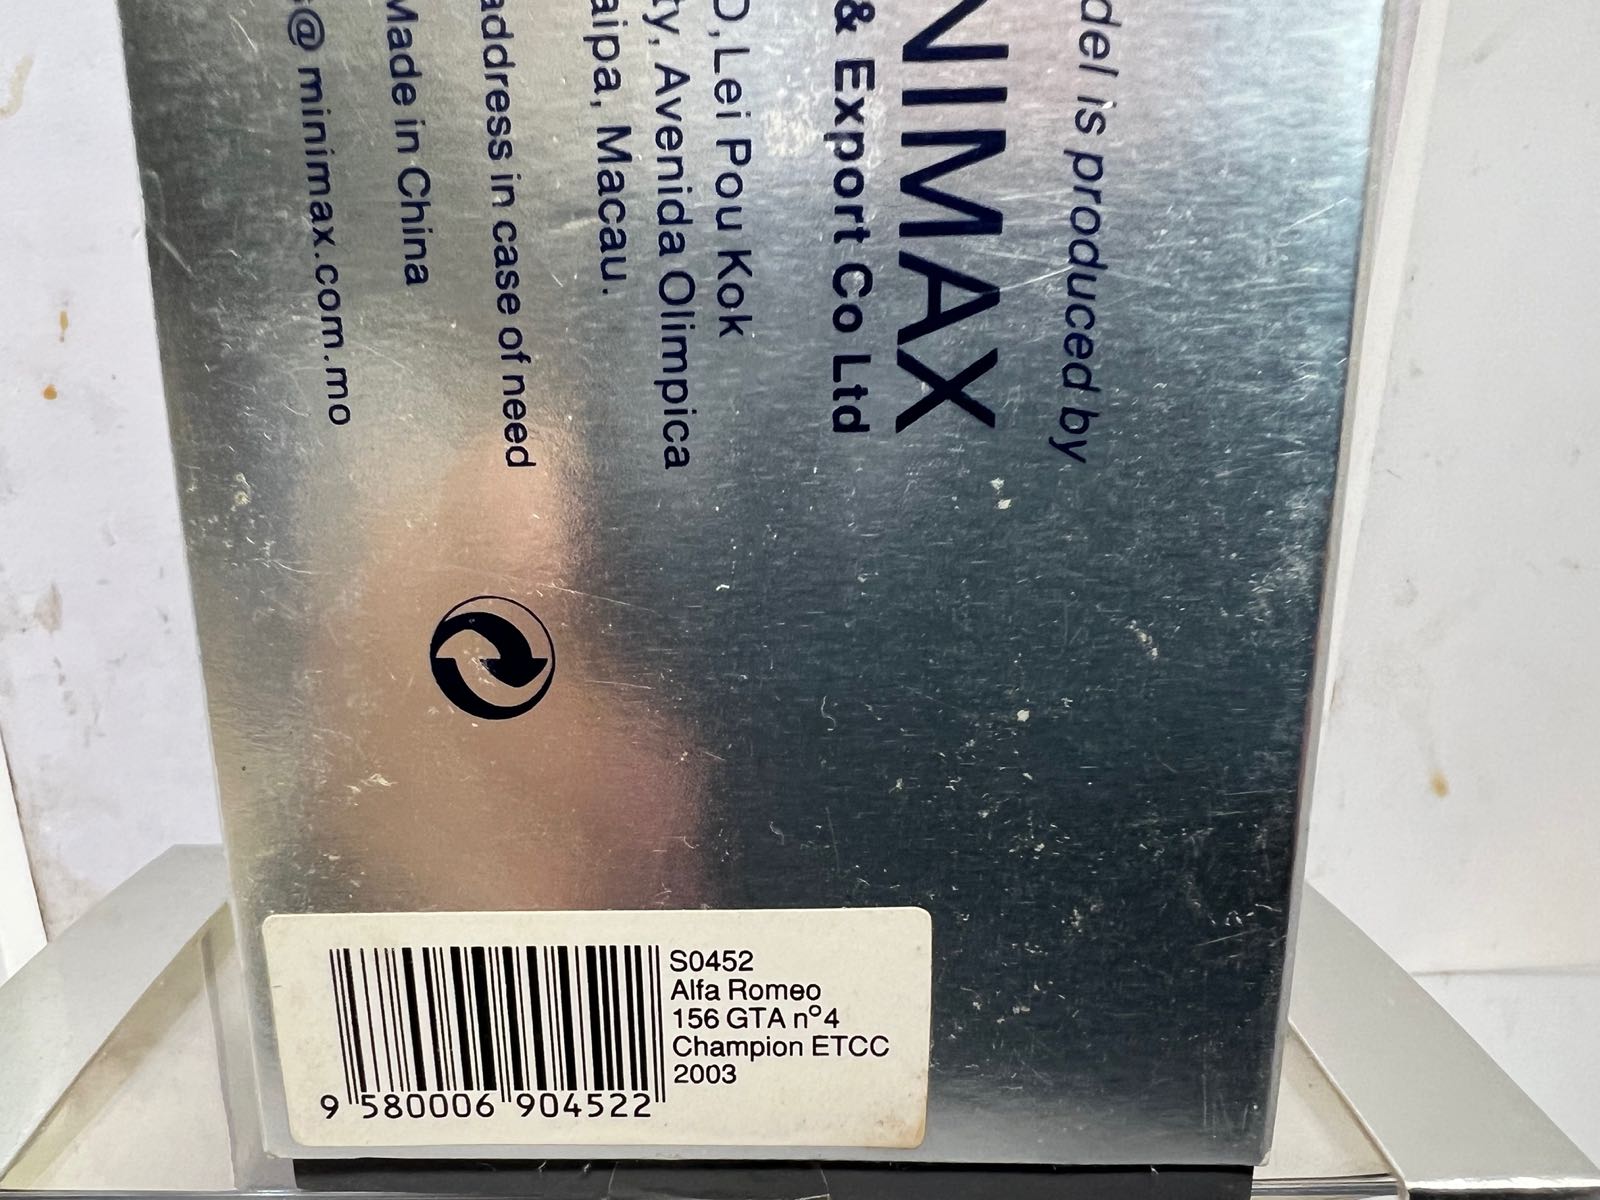 del is produced by
NIMAX
& Export Co Ltd
D, Lei Pou Kok
ty, Avenida Olimpica
aipa, Macau.
address in case of need
Made in China
s@ minimax.com.mo
S0452
Alfa Romeo
156 GTA nº4
Champion ETCC
2003
9 580006 904522